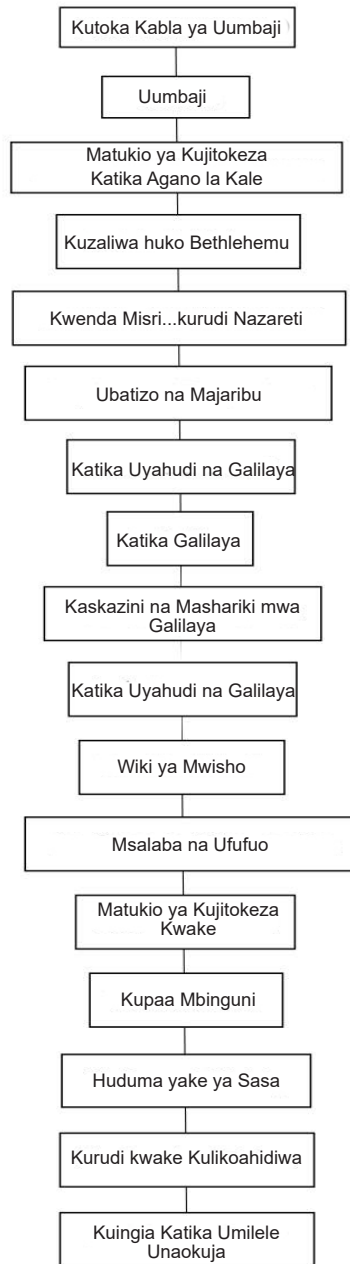 Kutoka Kabla ya Uumbaji
Uumbaji
Matukio ya Kujitokeza
Katika Agano la Kale
Kuzaliwa huko Bethlehemu
Kwenda Misri...kurudi Nazareti
Ubatizo na Majaribu
Katika Uyahudi na Galilaya
Katika Galilaya
Kaskazini na Mashariki mwa
Galilaya
Katika Uyahudi na Galilaya
Wiki ya Mwisho
Msalaba na Ufufuo
Matukio ya Kujitokeza
Kwake
Kupaa Mbinguni
Huduma yake ya Sasa
Kurudi kwake Kulikoahidiwa
Kuingia Katika Umilele
Unaokuja